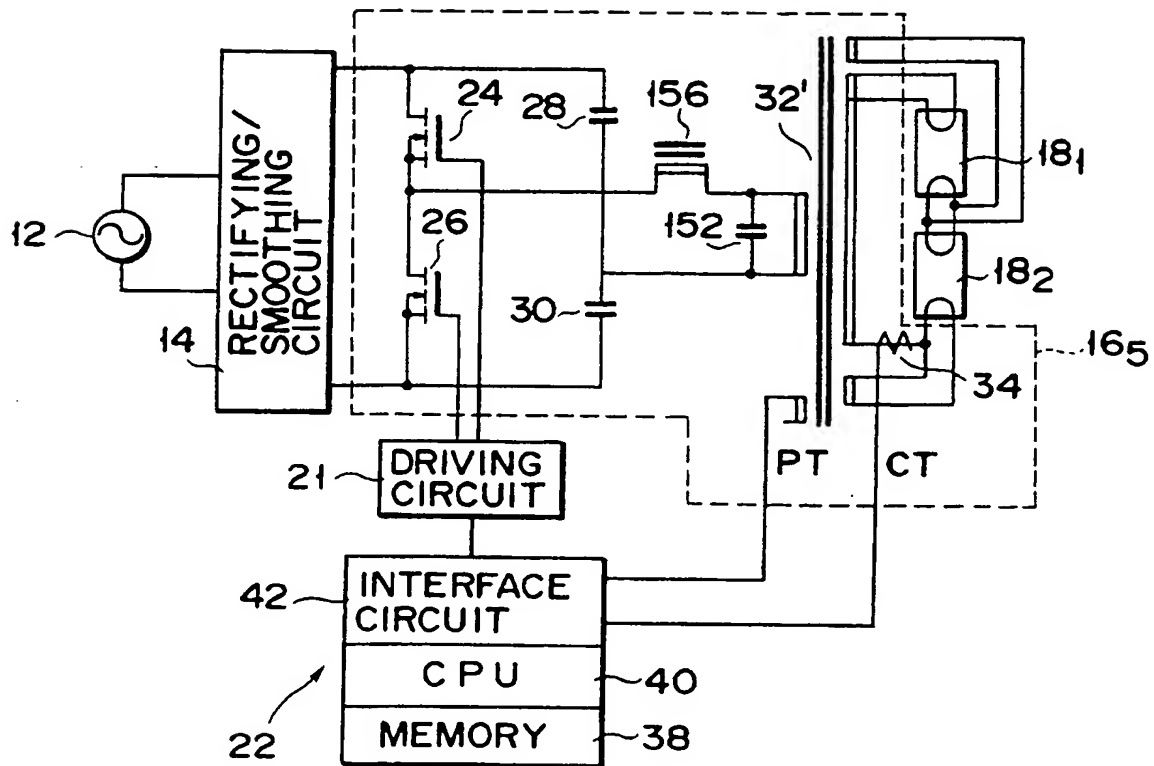 24
28
156
32'
18₁
12
RECTIFYING/
SMOOTHING
CIRCUIT
14
26
152
30
18₂
16₅
34
PT
CT
21
DRIVING
CIRCUIT
42
INTERFACE
CIRCUIT
CPU
40
22
MEMORY
38